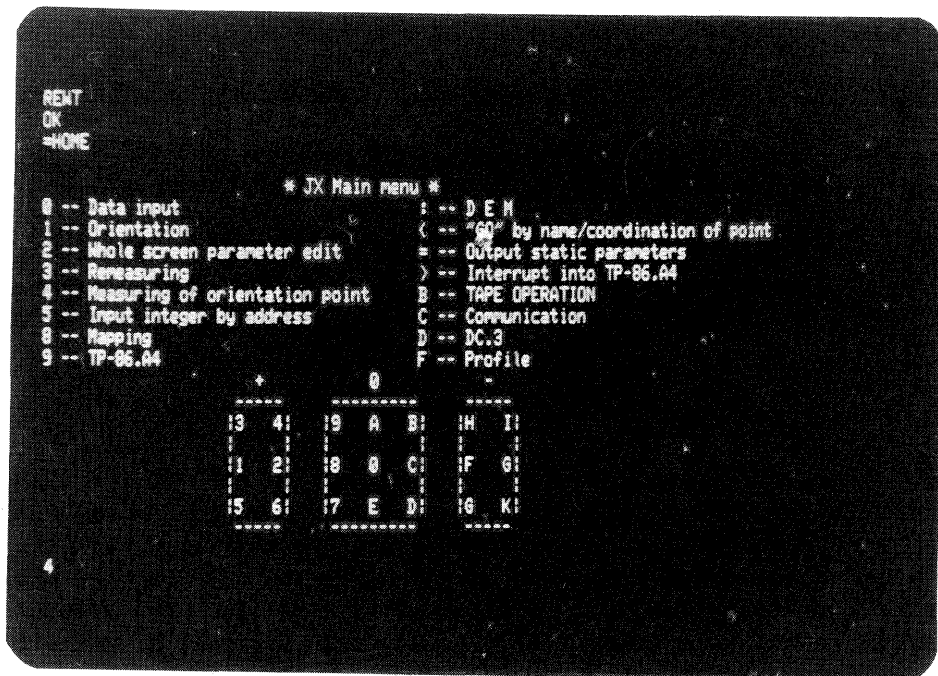 REWT
OK
=HOME
* JX Main menu *
0 -- Data input : -- D E M
1 -- Orientation < -- "GO" by name/coordination of point
2 -- Whole screen parameter edit = -- Output static parameters
3 -- Remeasuring > -- Interrupt into TP-86.A4
4 -- Measuring of orientation point B -- TAPE OPERATION
5 -- Input integer by address C -- Communication
8 -- Mapping D -- DC.3
9 -- TP-86.A4 F -- Profile
+ 0 -
----- --------- -----
|3 4| |9 A B| |H I|
|1 2| |8 0 C| |F G|
|5 6| |7 E D| |G K|
----- --------- -----
4